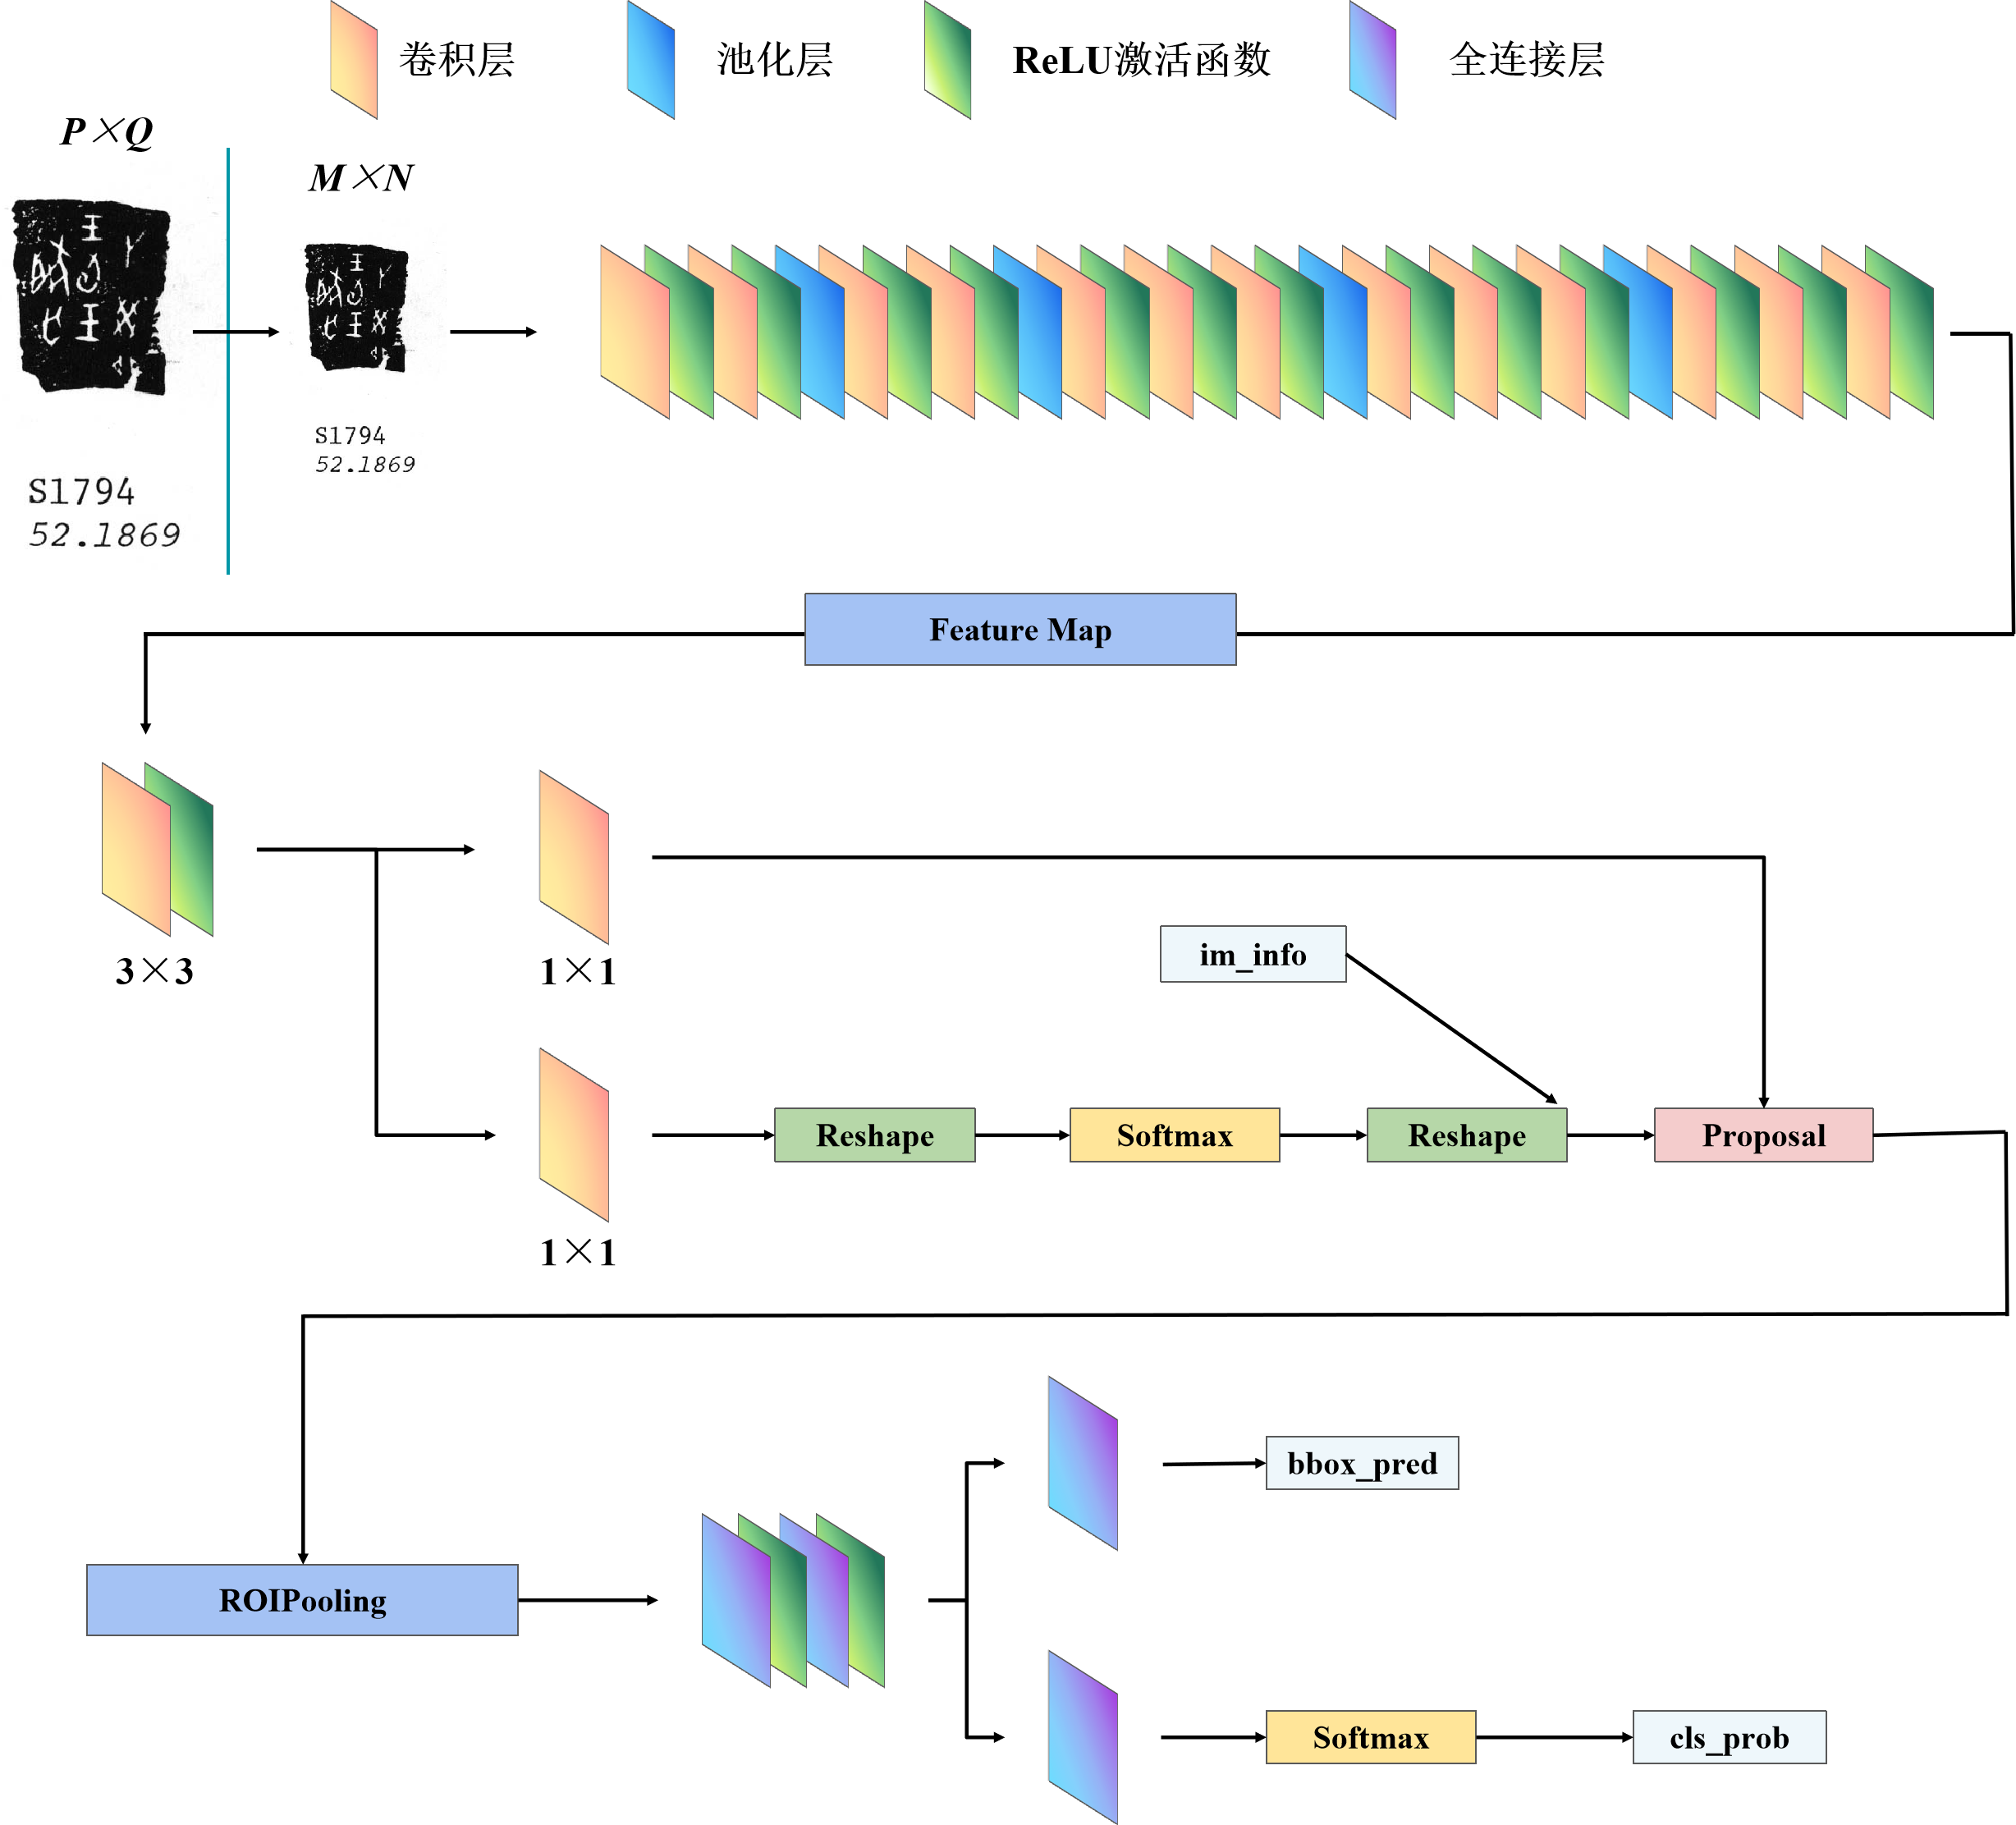 卷积层
池化层
ReLU激活函数
全连接层
P×Q
M×N
S1794
52.1869
S1794
52.1869
Feature Map
3×3
1×1
im_info
1×1
Reshape
Softmax
Reshape
Proposal
ROIPooling
bbox_pred
Softmax
cls_prob